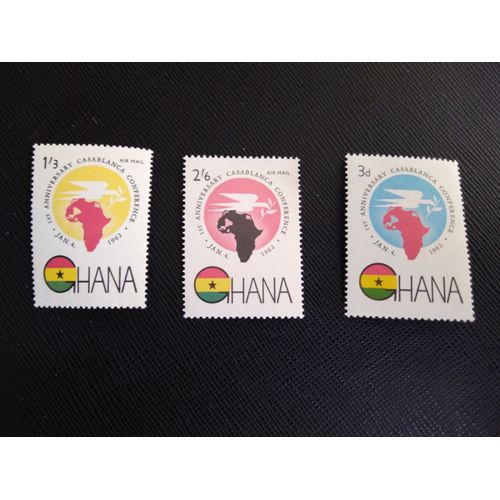 1'3 AIR MAIL
1ST ANNIVERSARY CASABLANCA CONFERENCE
JAN. 4. 1962
GHANA
2'6 AIR MAIL
1ST ANNIVERSARY CASABLANCA CONFERENCE
JAN. 4. 1962
GHANA
3d
1ST ANNIVERSARY CASABLANCA CONFERENCE
JAN. 4. 1962
GHANA